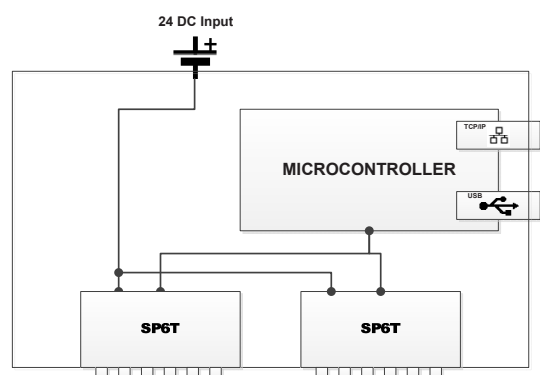 24 DC Input
+
TCP/IP
MICROCONTROLLER
USB
SP6T
SP6T